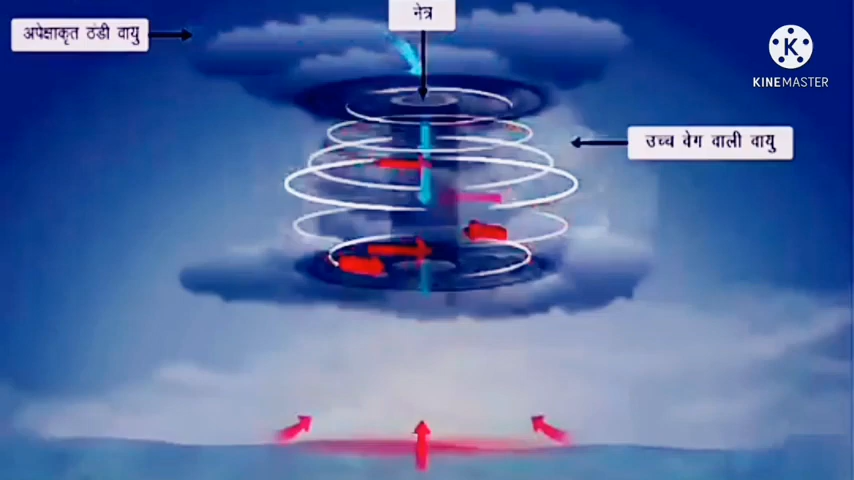 नेत्र
अपेक्षाकृत ठंडी वायु
उच्च वेग वाली वायु
K
KINEMASTER